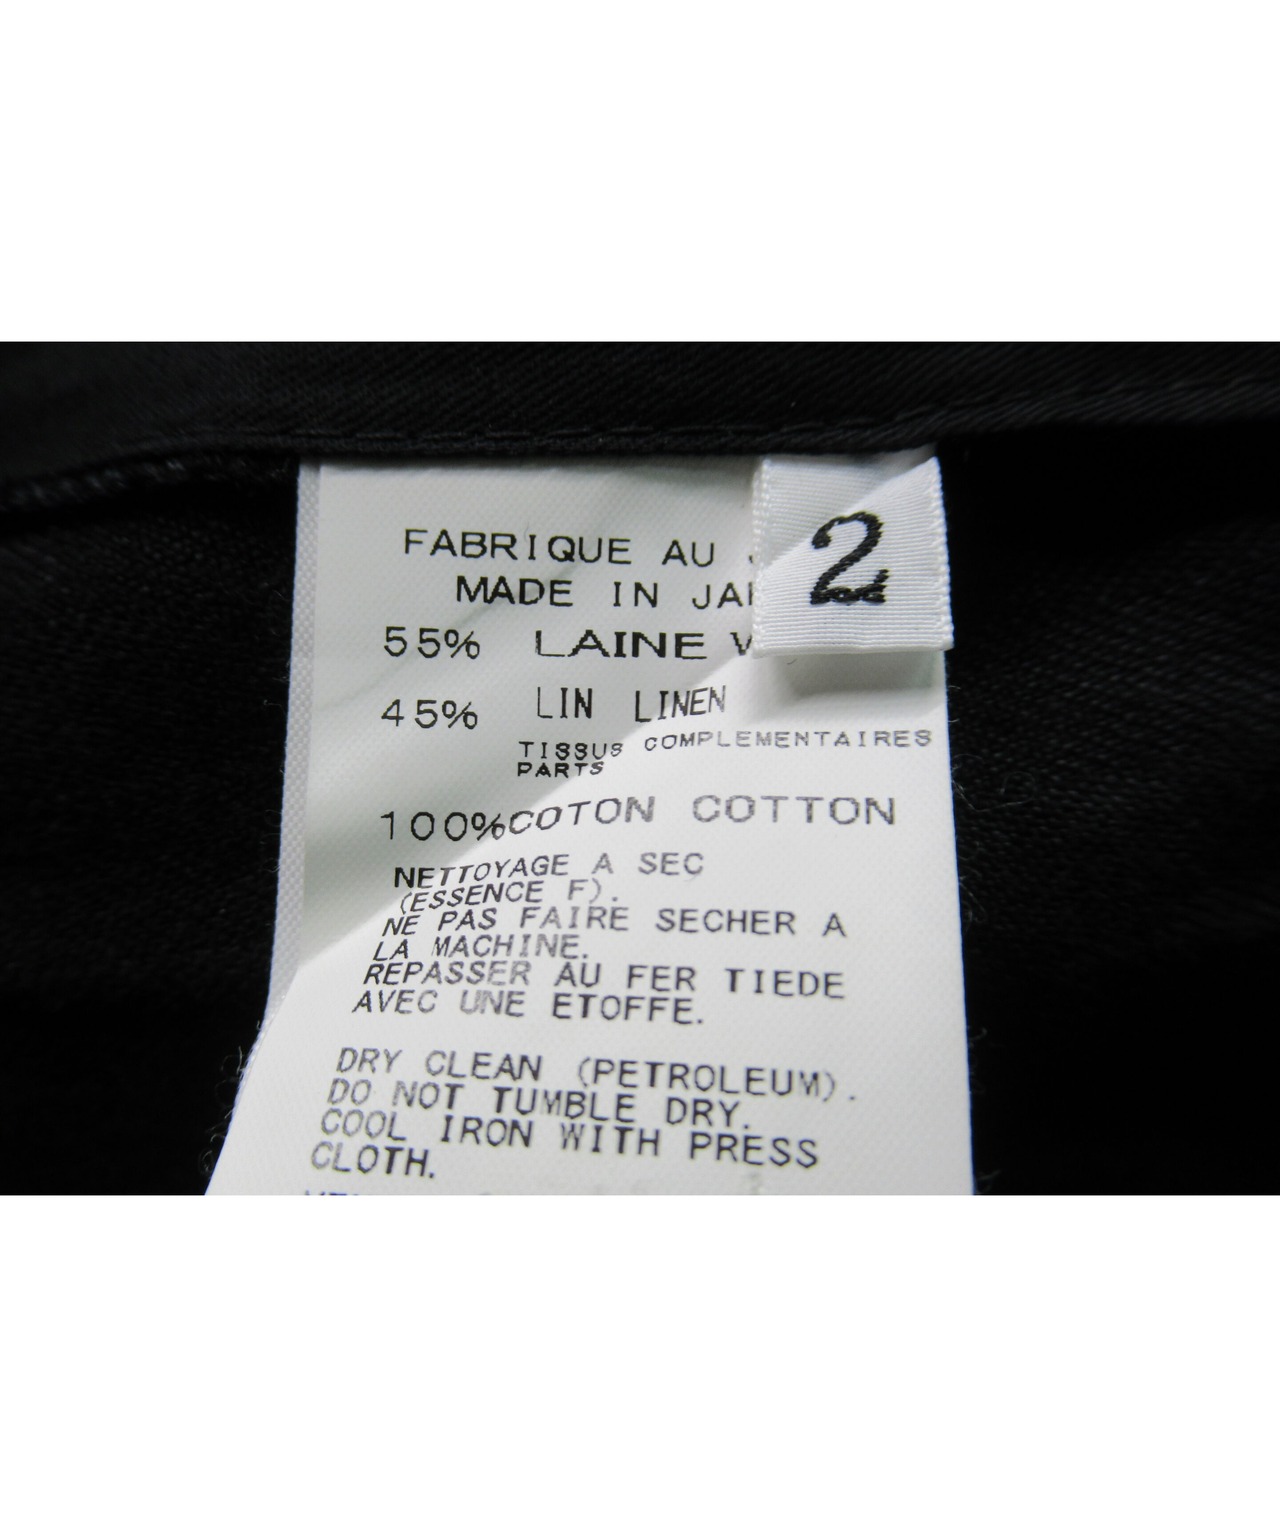 FABRIQUE AU
MADE IN
2
55% LAINE
45% LIN LINEN
TISSUS COMPLEMENTAIRES
PARTS
100%COTON COTTON
NETTOYAGE A SEC
(ESSENCE F).
NE PAS FAIRE SECHER A
LA MACHINE.
REPASSER AU FER TIEDE
AVEC UNE ETOFFE.
DRY CLEAN (PETROLEUM).
DO NOT TUMBLE DRY.
COOL IRON WITH PRESS
CLOTH.